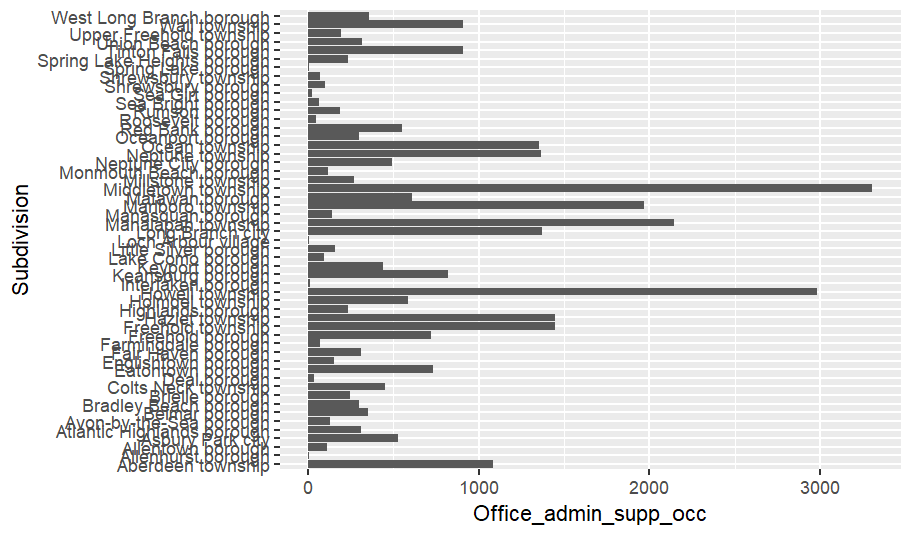 West Long Branch borough
Wall township
Upper Freehold township
Union Beach borough
Tinton Falls borough
Spring Lake Heights borough
Spring Lake borough
Shrewsbury township
Shrewsbury borough
Sea Girt borough
Sea Bright borough
Rumson borough
Roosevelt borough
Red Bank borough
Oceanport borough
Ocean township
Neptune township
Neptune City borough
Monmouth Beach borough
Millstone township
Middletown township
Matawan borough
Marlboro township
Manasquan borough
Manalapan township
Long Branch city
Loch Arbour village
Little Silver borough
Lake Como borough
Keyport borough
Keansburg borough
Interlaken borough
Howell township
Holmdel township
Highlands borough
Hazlet township
Freehold township
Freehold borough
Farmingdale borough
Fair Haven borough
Englishtown borough
Eatontown borough
Deal borough
Colts Neck township
Brielle borough
Bradley Beach borough
Belmar borough
Avon-by-the-Sea borough
Atlantic Highlands borough
Asbury Park city
Allentown borough
Allenhurst borough
Aberdeen township
Subdivision
0 1000 2000 3000
Office_admin_supp_occ